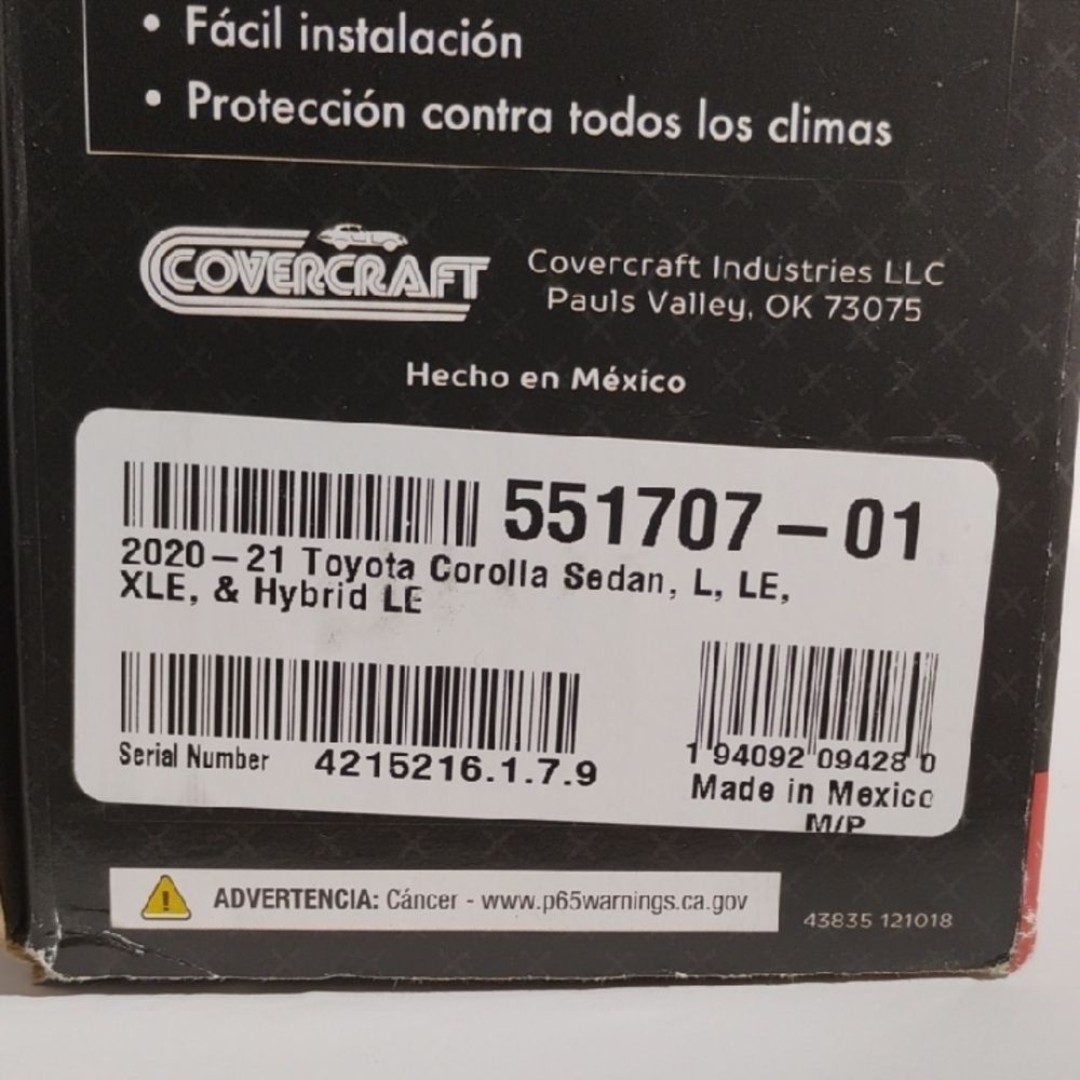 • Fácil instalación
• Protección contra todos los climas
COVERCRAFT
Covercraft Industries LLC
Pauls Valley, OK 73075
Hecho en México
551707-01
2020-21 Toyota Corolla Sedan, L, LE,
XLE, & Hybrid LE
Serial Number 4215216.1.7.9
1 94092 09428 0
Made in Mexico
M/P
ADVERTENCIA: Cáncer - www.p65warnings.ca.gov
43835 121018